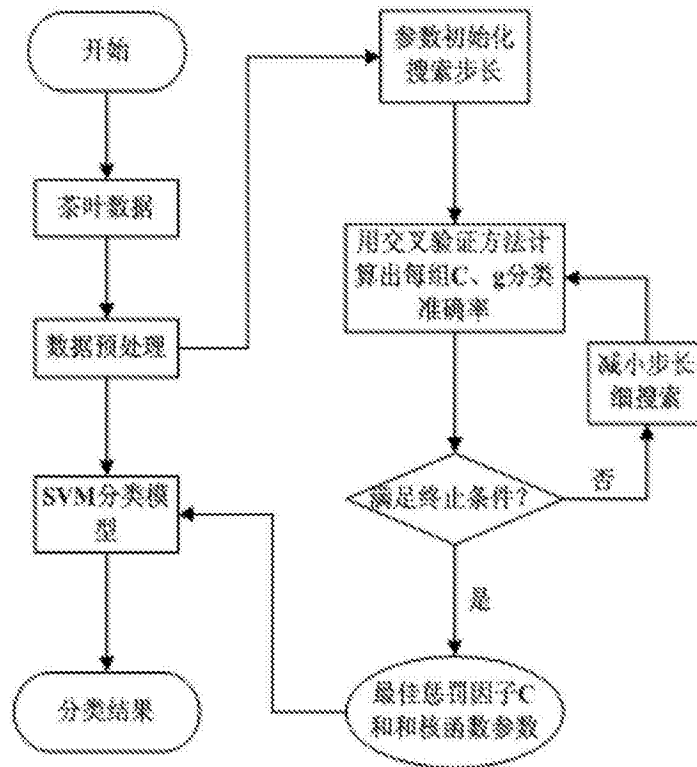 开始
茶叶数据
数据预处理
SVM分类模
型
分类结果
参数初始化
搜索步长
用交叉验证方法计
算出每组C、g分类
准确率
减小步长
细搜索
满足终止条件?
否
是
最佳惩罚因子C
和和核函数参数